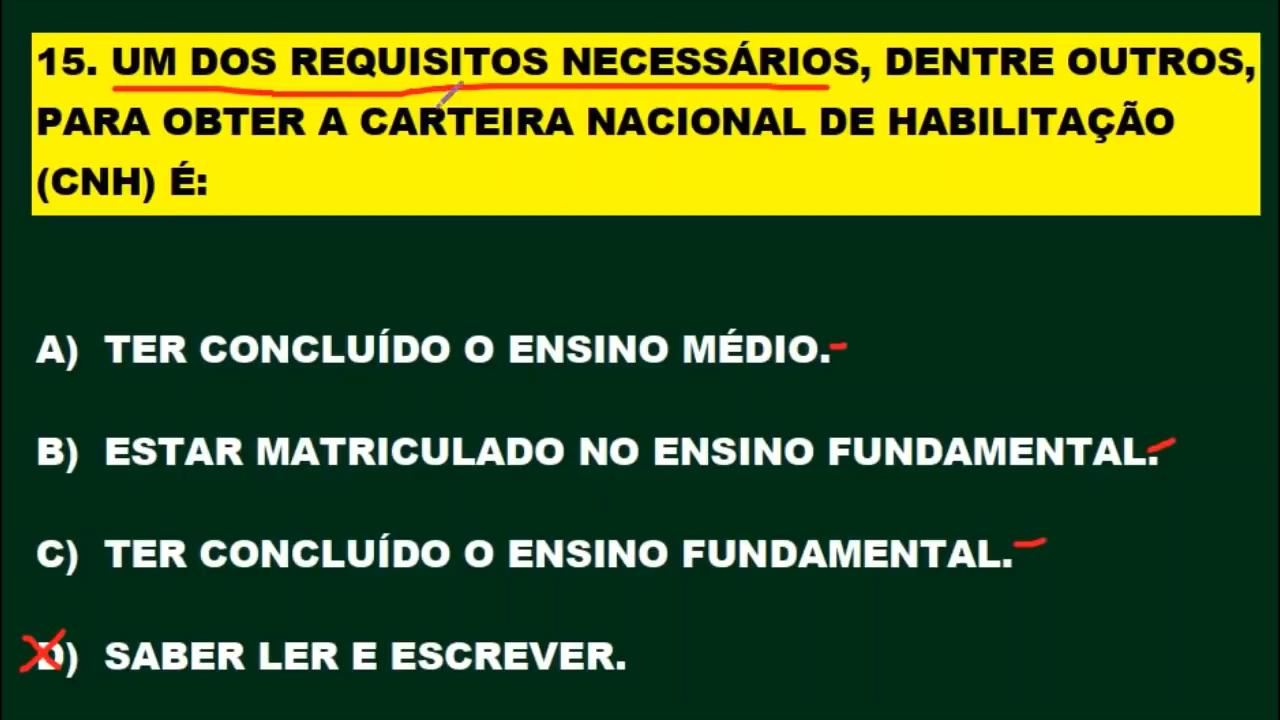 15. UM DOS REQUISITOS NECESSÁRIOS, DENTRE OUTROS,
PARA OBTER A CARTEIRA NACIONAL DE HABILITAÇÃO
(CNH) É:
A) TER CONCLUÍDO O ENSINO MÉDIO.
B) ESTAR MATRICULADO NO ENSINO FUNDAMENTAL.
C) TER CONCLUÍDO O ENSINO FUNDAMENTAL.
D) SABER LER E ESCREVER.